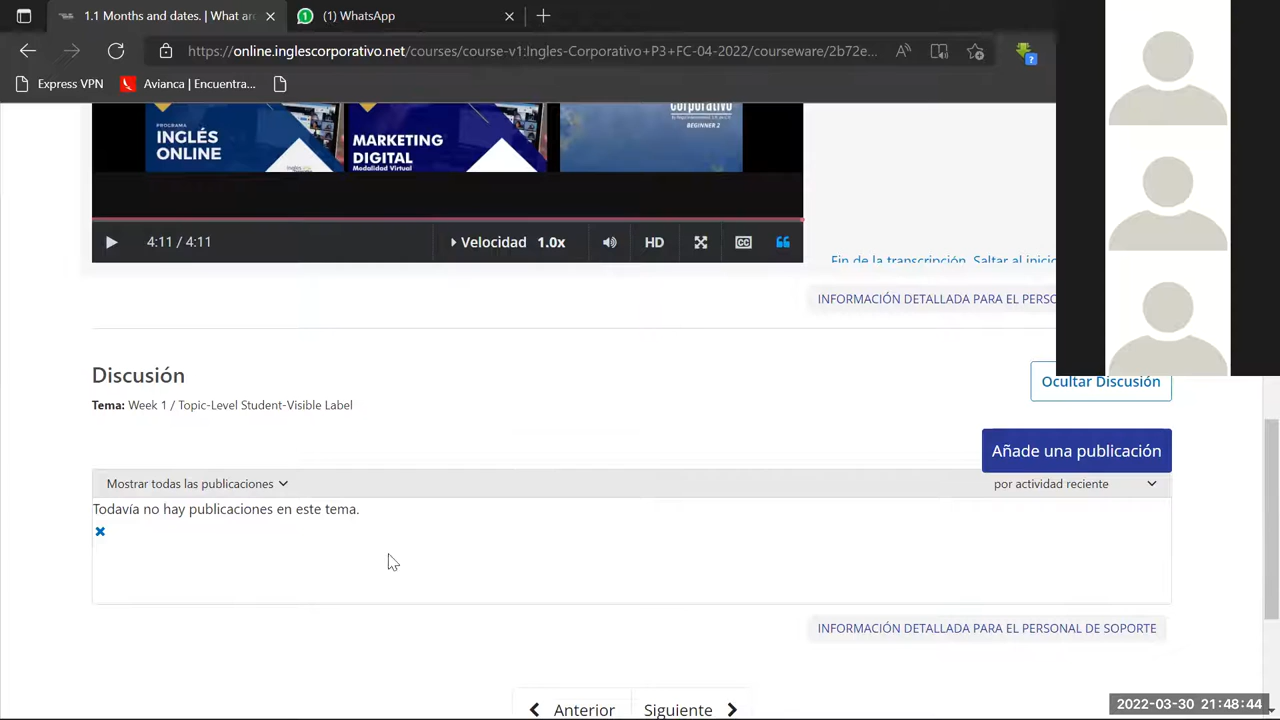 1.1 Months and dates. | What ar
(1) WhatsApp
https://online.inglescorporativo.net/courses/course-v1:Ingles-Corporativo+P3+FC-04-2022/courseware/2b72e...
Express VPN
Avianca | Encuentra...
PROGRAMA
INGLÉS
ONLINE
MARKETING
DIGITAL
Modalidad Virtual
Corporativo
BEGINNER 2
4:11 / 4:11
Velocidad 1.0x
HD
CC
Fin de la transcripción. Saltar al inicio
INFORMACIÓN DETALLADA PARA EL PERSO
Discusión
Ocultar Discusión
Tema: Week 1 / Topic-Level Student-Visible Label
Añade una publicación
Mostrar todas las publicaciones
por actividad reciente
Todavía no hay publicaciones en este tema.
INFORMACIÓN DETALLADA PARA EL PERSONAL DE SOPORTE
Anterior
Siguiente
2022-03-30 21:48:44